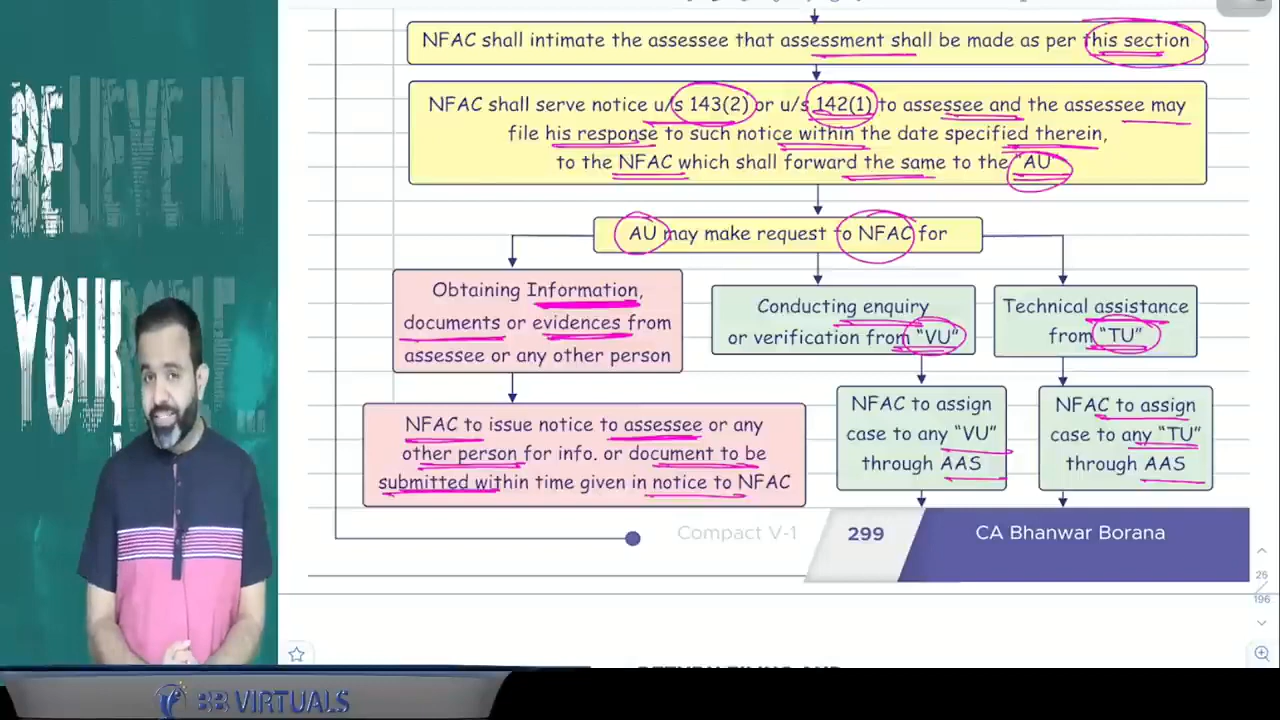 BELIEVE IN
YOURSELF...
NFAC shall intimate the assessee that assessment shall be made as per this section
NFAC shall serve notice u/s 143(2) or u/s 142(1) to assessee and the assessee may
file his response to such notice within the date specified therein,
to the NFAC which shall forward the same to the "AU"
AU may make request to NFAC for
Obtaining Information,
documents or evidences from
assessee or any other person
Conducting enquiry
or verification from "VU"
Technical assistance
from "TU"
NFAC to issue notice to assessee or any
other person for info. or document to be
submitted within time given in notice to NFAC
NFAC to assign
case to any "VU"
through AAS
NFAC to assign
case to any "TU"
through AAS
Compact V-1
299
CA Bhanwar Borana
26
196
BB VIRTUALS